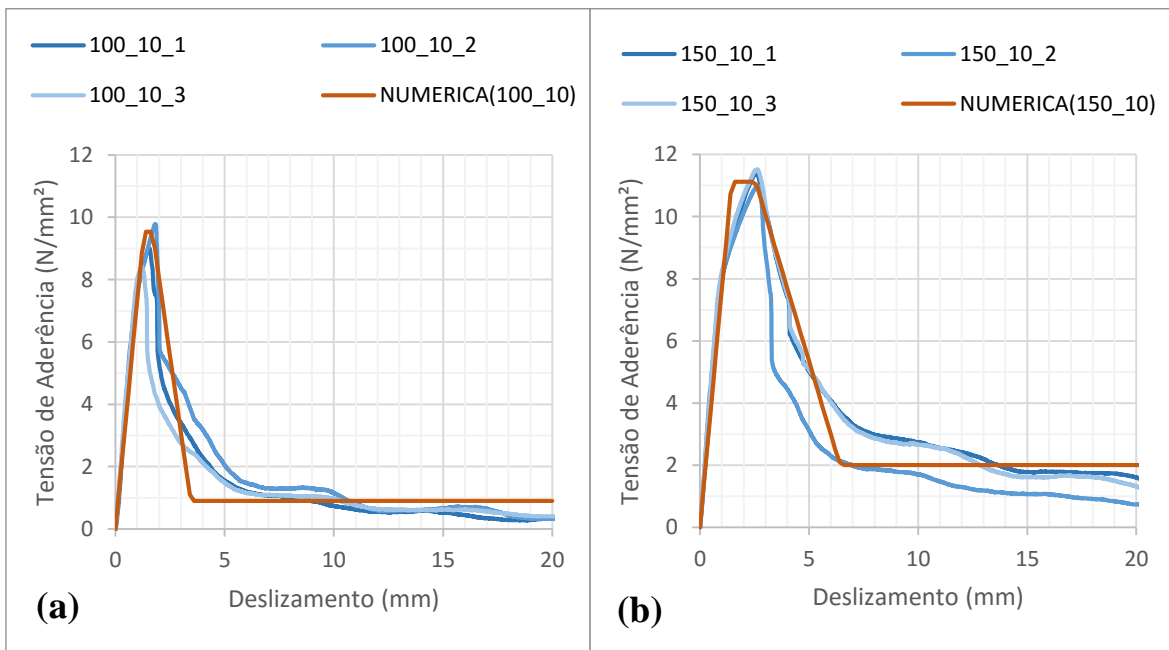 100_10_1 100_10_2
100_10_3 NUMERICA(100_10)
12
10
8
6
4
2
0
0 5 10 15 20
Tensão de Aderência (N/mm²)
Deslizamento (mm)
(a)
150_10_1 150_10_2
150_10_3 NUMERICA(150_10)
12
10
8
6
4
2
0
0 5 10 15 20
Tensão de Aderência (N/mm²)
Deslizamento (mm)
(b)